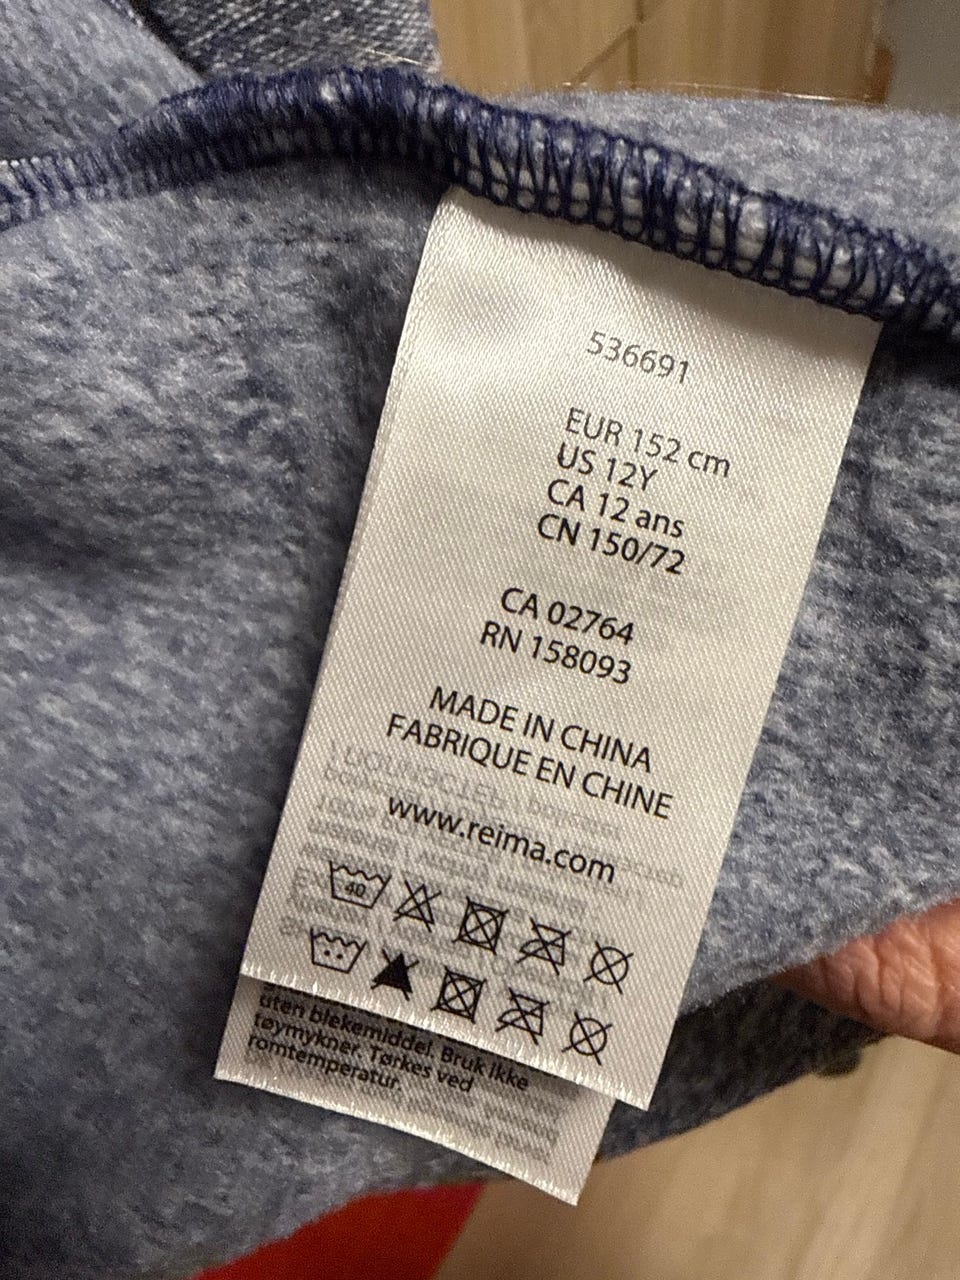 536691
EUR 152 cm
US 12Y
CA 12 ans
CN 150/72
CA 02764
RN 158093
MADE IN CHINA
FABRIQUE EN CHINE
www.reima.com
40
uten blekemiddel. Bruk ikke
tøymykner. Tørkes ved
romtemperatur.